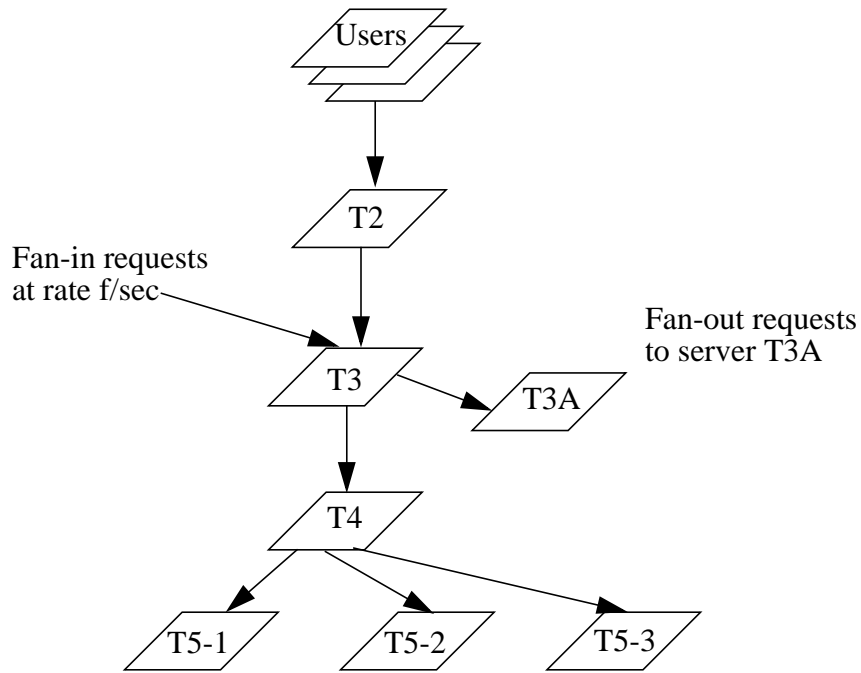 Users
T2
Fan-in requests
at rate f/sec
Fan-out requests
to server T3A
T3
T3A
T4
T5-1
T5-2
T5-3